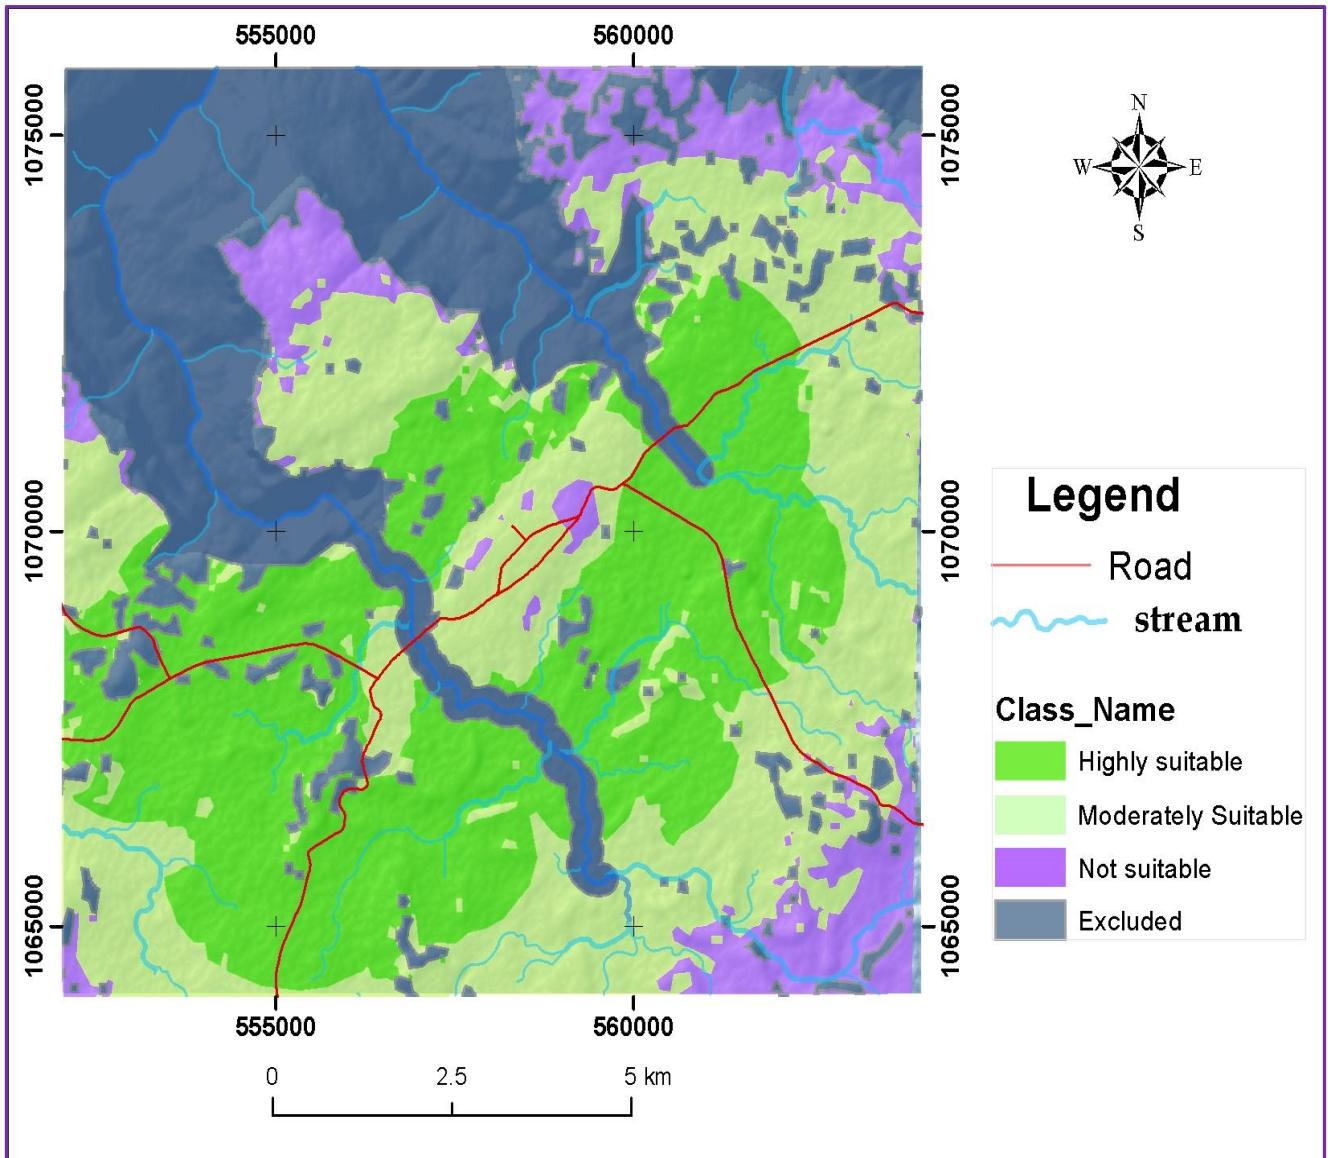 555000 560000
N
W E
S
1075000 1075000
1070000 1070000
1065000 1065000
Legend
Road
stream
Class_Name
Highly suitable
Moderately Suitable
Not suitable
Excluded
555000 560000
0 2.5 5 km